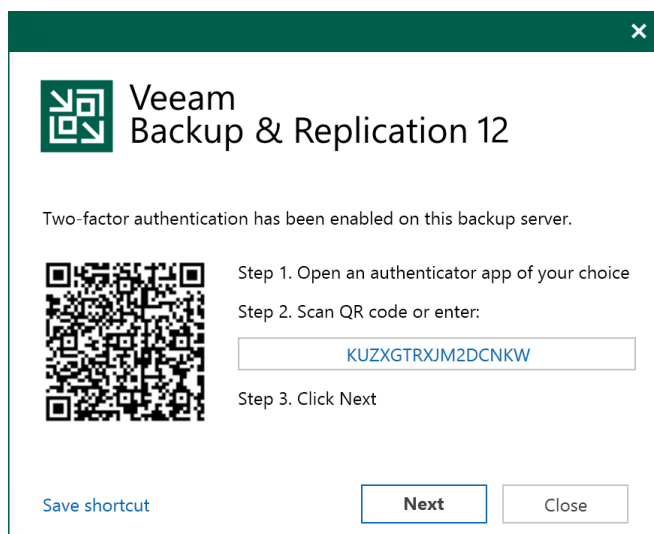 Veeam
Backup & Replication 12
Two-factor authentication has been enabled on this backup server.
Step 1. Open an authenticator app of your choice
Step 2. Scan QR code or enter:
KUZXGTRXJM2DCNKW
Step 3. Click Next
Save shortcut
Next
Close